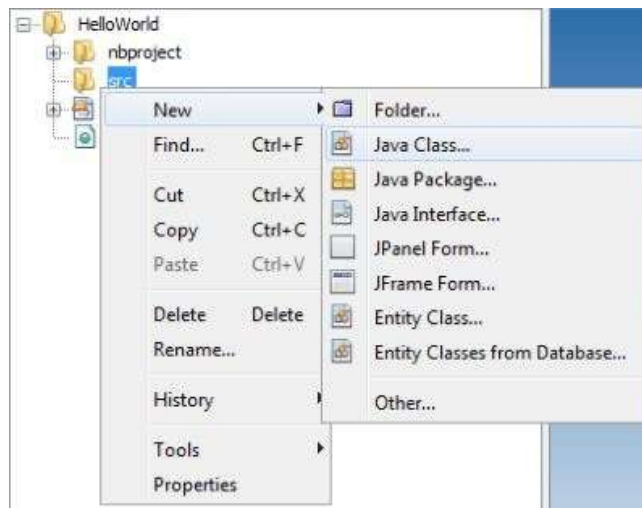 HelloWorld
nbproject
src
New
Find... Ctrl+F
Cut Ctrl+X
Copy Ctrl+C
Paste Ctrl+V
Delete Delete
Rename...
History
Tools
Properties
Folder...
Java Class...
Java Package...
Java Interface...
JPanel Form...
JFrame Form...
Entity Class...
Entity Classes from Database...
Other...